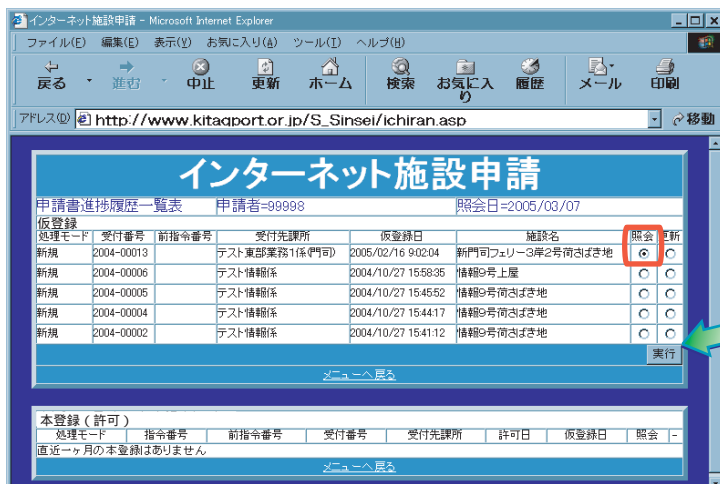 インターネット施設申請 - Microsoft Internet Explorer
ファイル(F) 編集(E) 表示(V) お気に入り(A) ツール(T) ヘルプ(H)
戻る 進む 中止 更新 ホーム 検索 お気に入り 履歴 メール 印刷
アドレス(D) http://www.kitaqport.or.jp/S_Sinsei/ichiran.asp 移動
インターネット施設申請
申請書進捗履歴一覧表 申請者=99998 照会日=2005/03/07
仮登録
処理モード 受付番号 前指令番号 受付先課所 仮登録日 施設名 照会 更新
新規 2004-00013 テスト東部業務1係(門司) 2005/02/16 9:02:04 新門司フェリー3岸2号荷さばき地
新規 2004-00006 テスト情報係 2004/10/27 15:58:35 情報9号上屋
新規 2004-00005 テスト情報係 2004/10/27 15:45:52 情報9号荷さばき地
新規 2004-00004 テスト情報係 2004/10/27 15:44:17 情報9号荷さばき地
新規 2004-00002 テスト情報係 2004/10/27 15:41:12 情報9号荷さばき地
実行
メニューへ戻る
本登録(許可)
処理モード 指令番号 前指令番号 受付番号 受付先課所 許可日 仮登録日 照会 -
直近一ヶ月の本登録はありません
メニューへ戻る